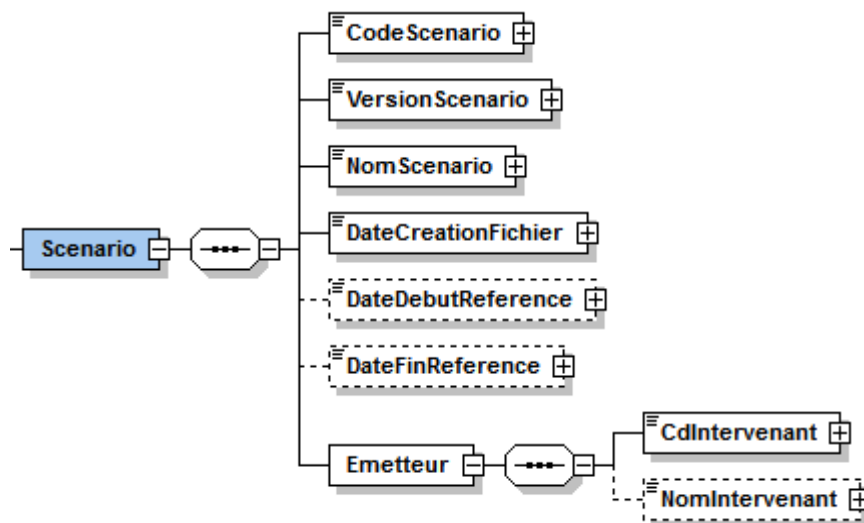 CodeScenario
VersionScenario
NomScenario
DateCreationFichier
Scenario
DateDebutReference
DateFinReference
Emetteur
CdIntervenant
NomIntervenant